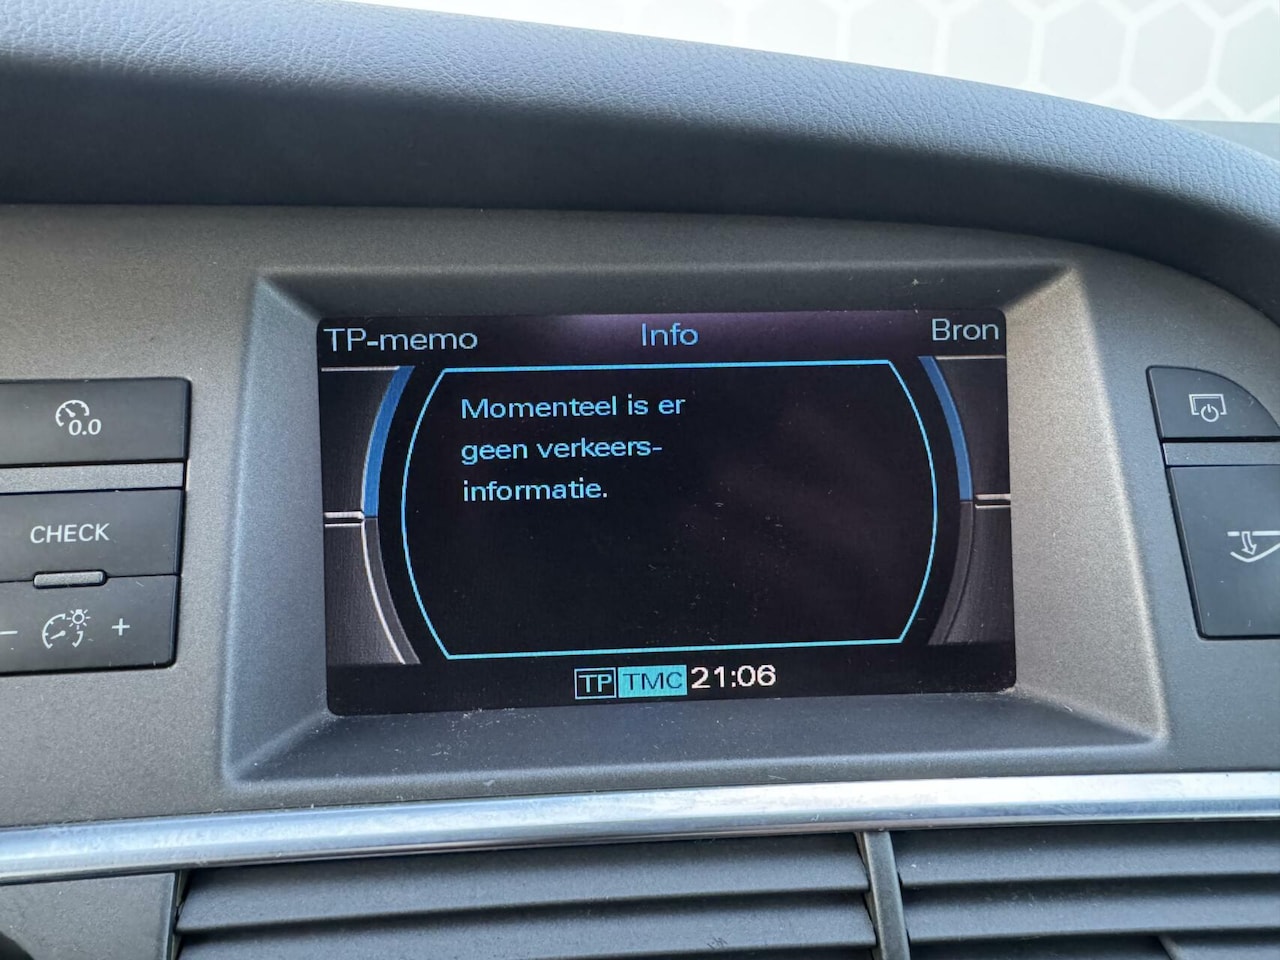 TP-memo Info Bron
Momenteel is er
geen verkeers-
informatie.
TP TMC 21:06
0.0
CHECK
- +